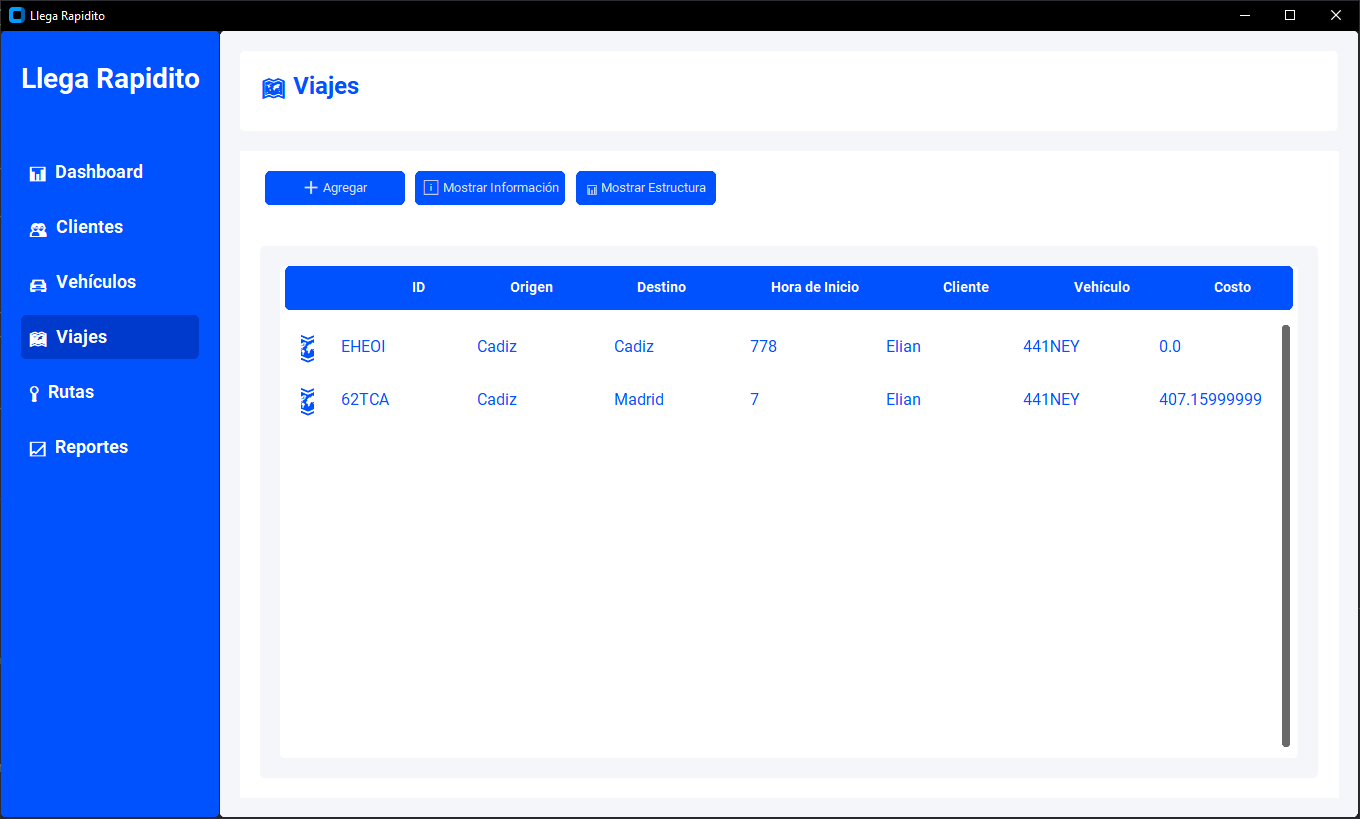 Llega Rapidito
Llega Rapidito
Dashboard
Clientes
Vehículos
Viajes
Rutas
Reportes
Viajes
Agregar Mostrar Información Mostrar Estructura
ID Origen Destino Hora de Inicio Cliente Vehículo Costo
EHEOI Cadiz Cadiz 778 Elian 441NEY 0.0
62TCA Cadiz Madrid 7 Elian 441NEY 407.15999999